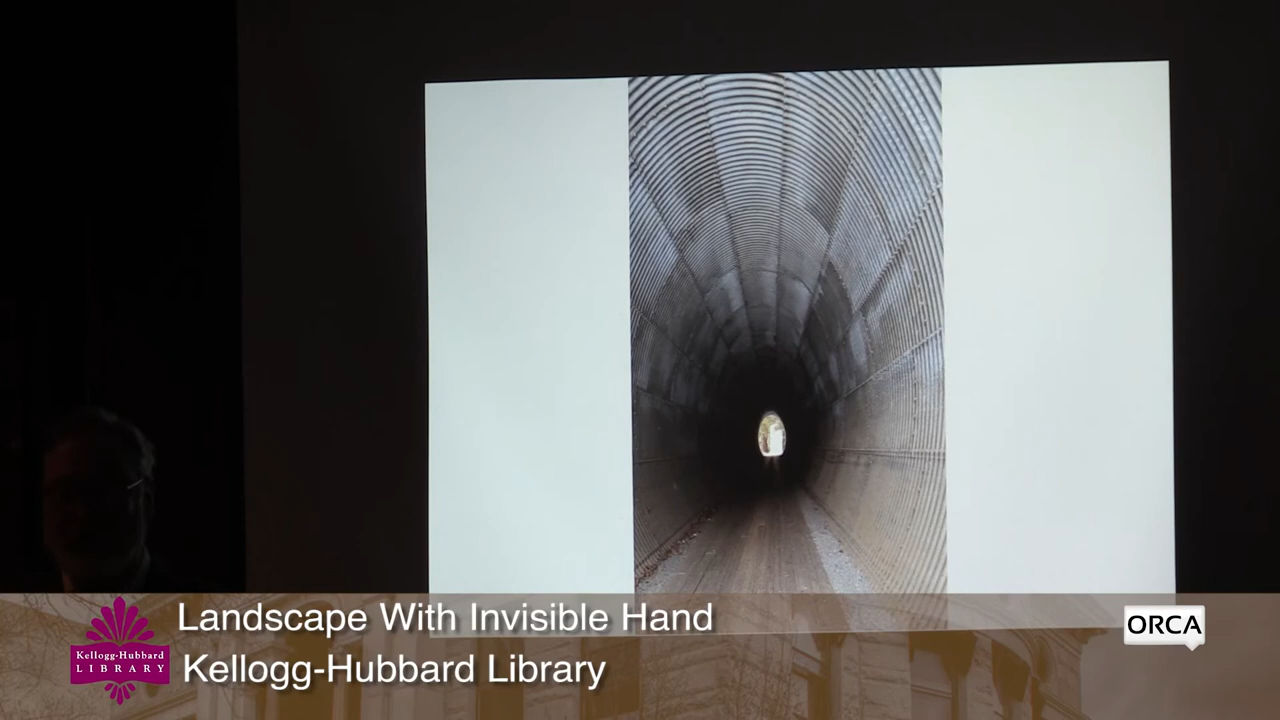 Landscape With Invisible Hand
Kellogg-Hubbard
LIBRARY
Kellogg-Hubbard Library
ORCA